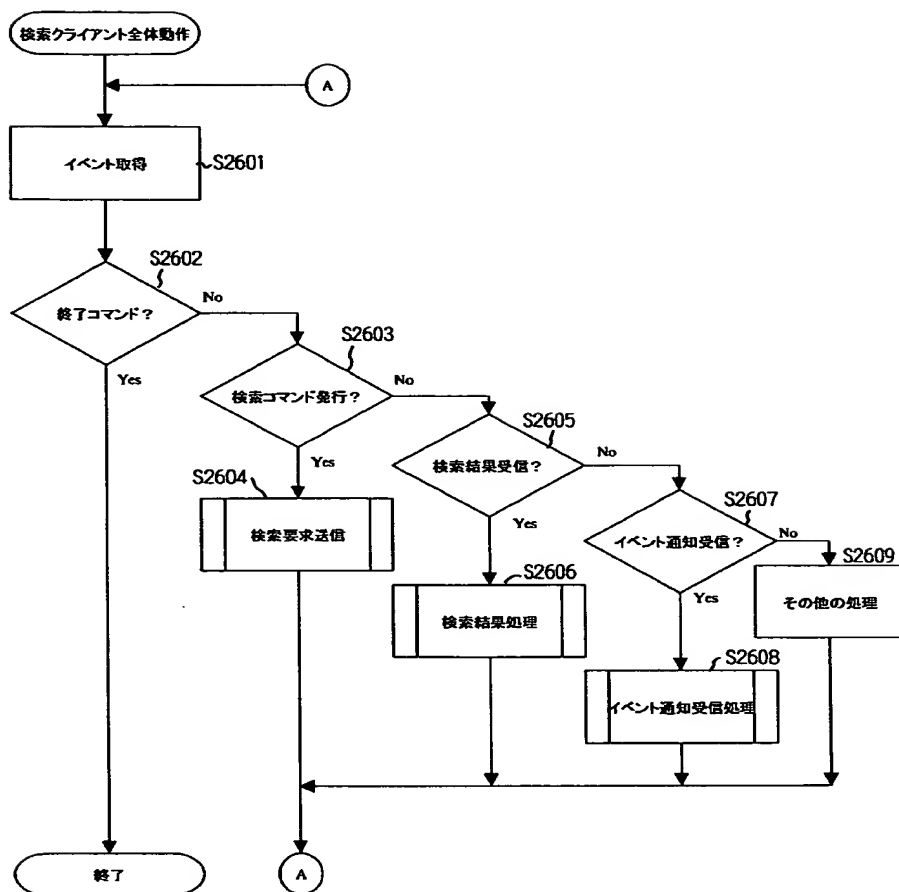 検索クライアント全体動作
A
イベント取得
S2601
S2602
終了コマンド？
No
Yes
S2603
検索コマンド発行？
No
Yes
S2604
検索要求送信
S2605
検索結果受信？
No
Yes
S2606
検索結果処理
S2607
イベント通知受信？
No
Yes
S2608
イベント通知受信処理
S2609
その他の処理
終了
A